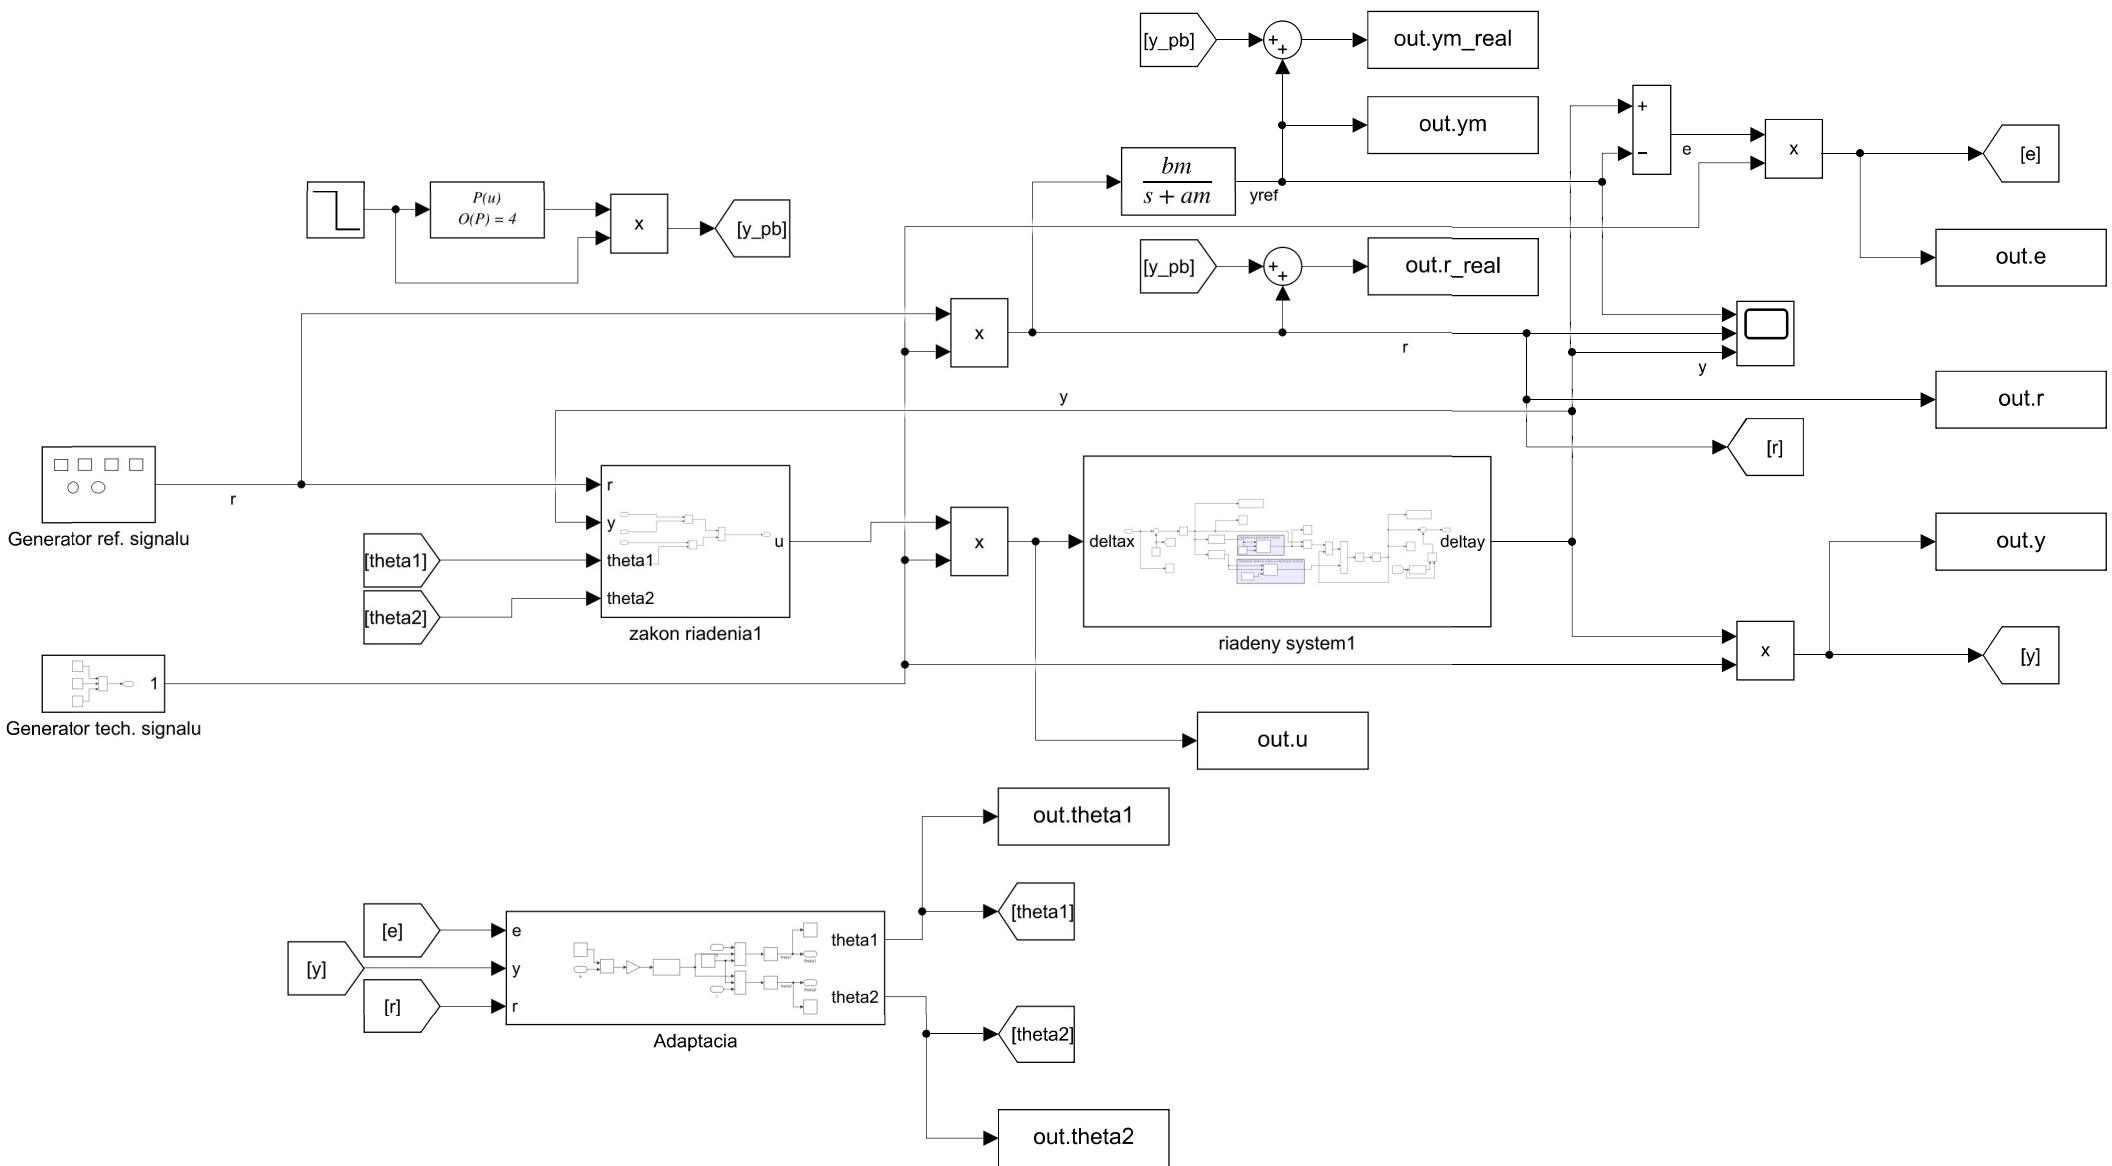 [y_pb]
+
+
out.ym_real
out.ym
bm
s + am
yref
+
−
e
x
[e]
out.e
P(u)
O(P) = 4
x
[y_pb]
[y_pb]
+
+
out.r_real
x
r
y
out.r
[r]
y
Generator ref. signalu
r
r
y
theta1
theta2
u
zakon riadenia1
[theta1]
[theta2]
x
deltax
deltay
riadeny system1
out.y
x
[y]
1
Generator tech. signalu
out.u
out.theta1
[theta1]
[e]
[y]
[r]
e
y
r
theta1
theta2
Adaptacia
[theta2]
out.theta2